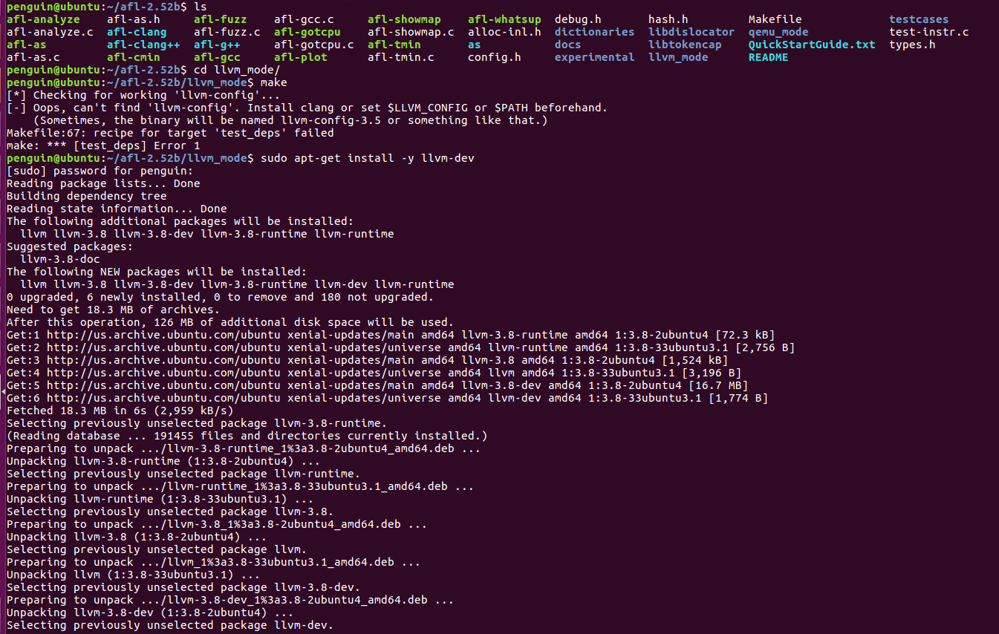 penguin@ubuntu:~/afl-2.52b$ ls
afl-analyze    afl-as.h     afl-fuzz    afl-gcc.c     afl-showmap    afl-whatsup  debug.h       hash.h         Makefile             testcases
afl-analyze.c  afl-clang    afl-fuzz.c  afl-gotcpu    afl-showmap.c  alloc-inl.h  dictionaries  libdislocator  qemu_mode            test-instr.c
afl-as         afl-clang++  afl-g++     afl-gotcpu.c  afl-tmin       as           docs          libtokencap    QuickStartGuide.txt  types.h
afl-as.c       afl-cmin     afl-gcc     afl-plot      afl-tmin.c     config.h     experimental  llvm_mode      README
penguin@ubuntu:~/afl-2.52b$ cd llvm_mode/
penguin@ubuntu:~/afl-2.52b/llvm_mode$ make
[*] Checking for working 'llvm-config'...
[-] Oops, can't find 'llvm-config'. Install clang or set $LLVM_CONFIG or $PATH beforehand.
    (Sometimes, the binary will be named llvm-config-3.5 or something like that.)
Makefile:67: recipe for target 'test_deps' failed
make: *** [test_deps] Error 1
penguin@ubuntu:~/afl-2.52b/llvm_mode$ sudo apt-get install -y llvm-dev
[sudo] password for penguin:
Reading package lists... Done
Building dependency tree
Reading state information... Done
The following additional packages will be installed:
  llvm llvm-3.8 llvm-3.8-dev llvm-3.8-runtime llvm-runtime
Suggested packages:
  llvm-3.8-doc
The following NEW packages will be installed:
  llvm llvm-3.8 llvm-3.8-dev llvm-3.8-runtime llvm-dev llvm-runtime
0 upgraded, 6 newly installed, 0 to remove and 180 not upgraded.
Need to get 18.3 MB of archives.
After this operation, 126 MB of additional disk space will be used.
Get:1 http://us.archive.ubuntu.com/ubuntu xenial-updates/main amd64 llvm-3.8-runtime amd64 1:3.8-2ubuntu4 [72.3 kB]
Get:2 http://us.archive.ubuntu.com/ubuntu xenial-updates/universe amd64 llvm-runtime amd64 1:3.8-33ubuntu3.1 [2,756 B]
Get:3 http://us.archive.ubuntu.com/ubuntu xenial-updates/main amd64 llvm-3.8 amd64 1:3.8-2ubuntu4 [1,524 kB]
Get:4 http://us.archive.ubuntu.com/ubuntu xenial-updates/universe amd64 llvm amd64 1:3.8-33ubuntu3.1 [3,196 B]
Get:5 http://us.archive.ubuntu.com/ubuntu xenial-updates/main amd64 llvm-3.8-dev amd64 1:3.8-2ubuntu4 [16.7 MB]
Get:6 http://us.archive.ubuntu.com/ubuntu xenial-updates/universe amd64 llvm-dev amd64 1:3.8-33ubuntu3.1 [1,774 B]
Fetched 18.3 MB in 6s (2,959 kB/s)
Selecting previously unselected package llvm-3.8-runtime.
(Reading database ... 191455 files and directories currently installed.)
Preparing to unpack .../llvm-3.8-runtime_1%3a3.8-2ubuntu4_amd64.deb ...
Unpacking llvm-3.8-runtime (1:3.8-2ubuntu4) ...
Selecting previously unselected package llvm-runtime.
Preparing to unpack .../llvm-runtime_1%3a3.8-33ubuntu3.1_amd64.deb ...
Unpacking llvm-runtime (1:3.8-33ubuntu3.1) ...
Selecting previously unselected package llvm-3.8.
Preparing to unpack .../llvm-3.8_1%3a3.8-2ubuntu4_amd64.deb ...
Unpacking llvm-3.8 (1:3.8-2ubuntu4) ...
Selecting previously unselected package llvm.
Preparing to unpack .../llvm_1%3a3.8-33ubuntu3.1_amd64.deb ...
Unpacking llvm (1:3.8-33ubuntu3.1) ...
Selecting previously unselected package llvm-3.8-dev.
Preparing to unpack .../llvm-3.8-dev_1%3a3.8-2ubuntu4_amd64.deb ...
Unpacking llvm-3.8-dev (1:3.8-2ubuntu4) ...
Selecting previously unselected package llvm-dev.